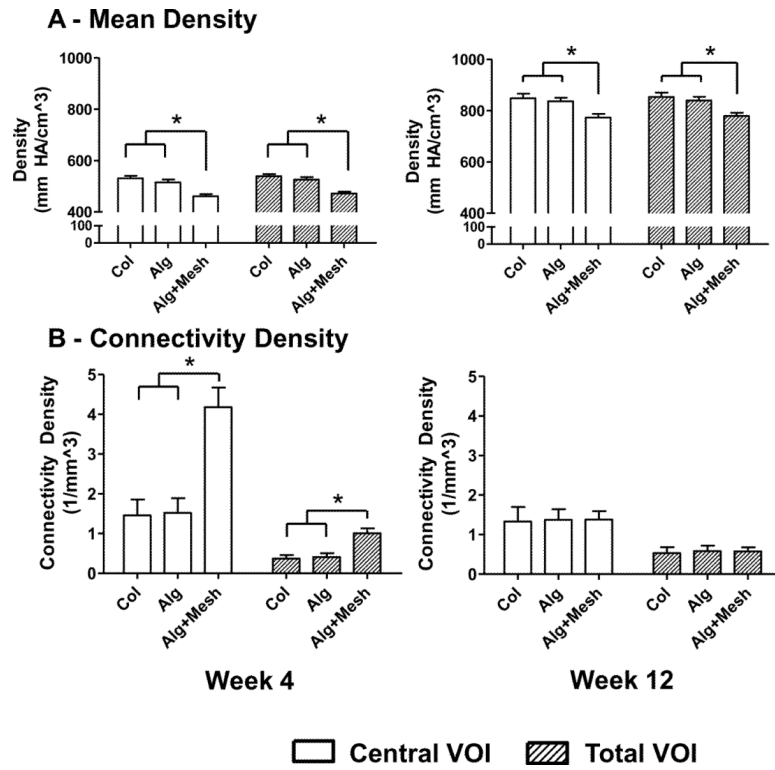 A - Mean Density
Density
(mm HA/cm^3)
1000
800
600
400
100
0
*
*
Col
Alg
Alg+Mesh
Col
Alg
Alg+Mesh
Density
(mm HA/cm^3)
1000
800
600
400
100
0
*
*
Col
Alg
Alg+Mesh
Col
Alg
Alg+Mesh
B - Connectivity Density
Connectivity Density
(1/mm^3)
5
4
3
2
1
0
*
*
Col
Alg
Alg+Mesh
Col
Alg
Alg+Mesh
Week 4
Connectivity Density
(1/mm^3)
5
4
3
2
1
0
Col
Alg
Alg+Mesh
Col
Alg
Alg+Mesh
Week 12
Central VOI
Total VOI